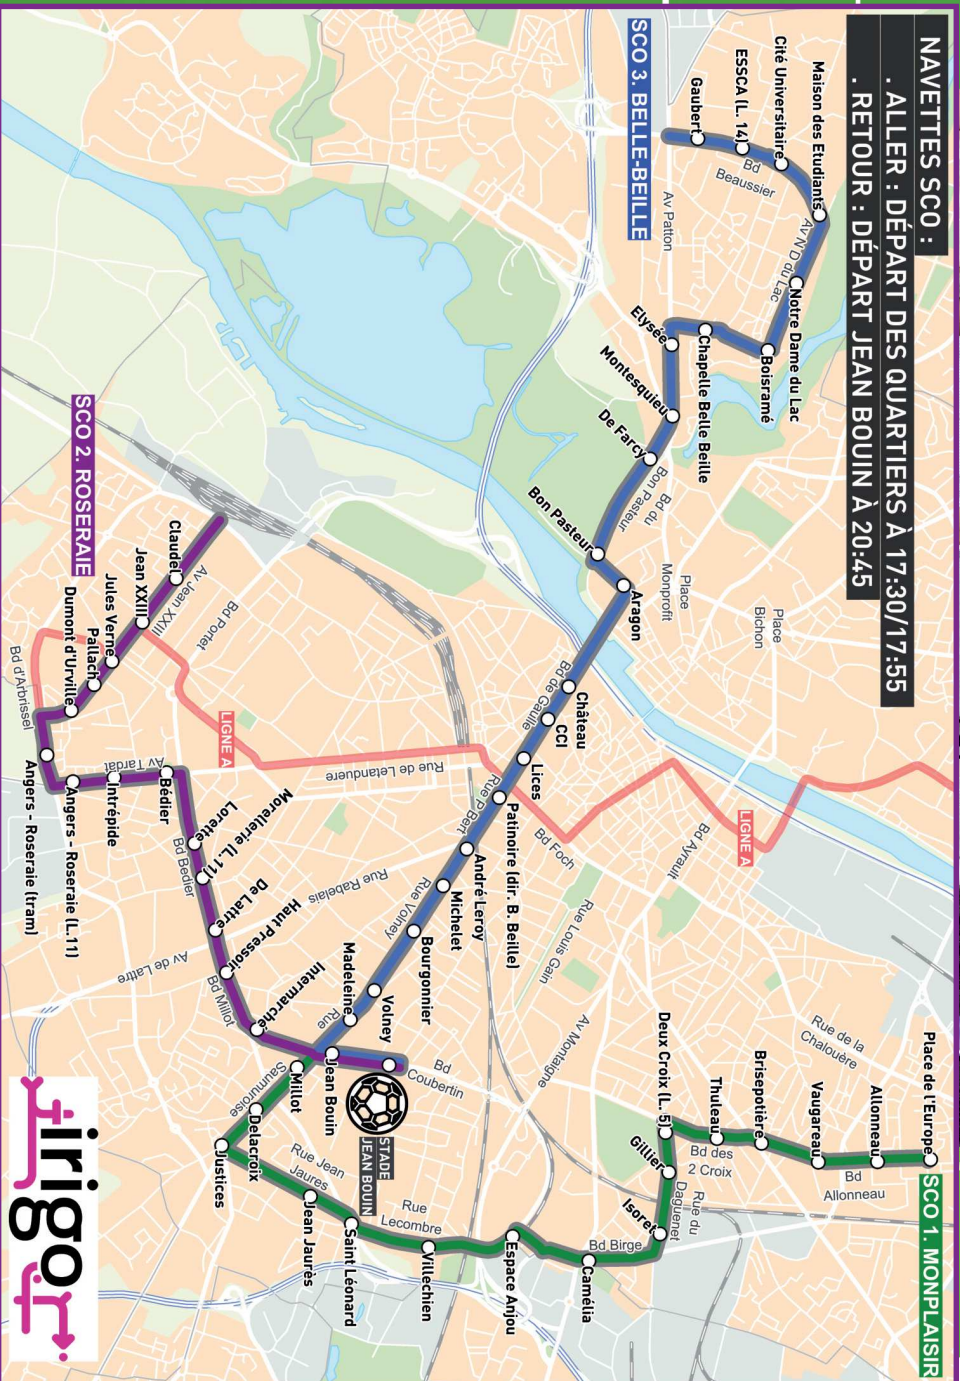 NAVETTES SCO :
. ALLER : DÉPART DES QUARTIERS À 17:30/17:55
. RETOUR : DÉPART JEAN BOUIN À 20:45
SCO 3. BELLE-BEILLE
Gaubert
ESSCA (L. 14)
Cité Universitaire
Maison des Etudiants
Bd
Beaussier
Av Patton
Av N D du Lac
Notre Dame du Lac
Boisramé
Chapelle Belle Beille
Elysée
Montesquieu
De Farcy
Bd du
Bon Pasteur
Bon Pasteur
Aragon
Place
Monprofit
Place
Bichon
Château
Bd de Gaulle
CCI
Lices
Rue P Bert
Patinoire (dir. B. Beille)
André Leroy
Michelet
Rue Volney
Bourgonnier
Volney
Madeleine
Rue
Saumuroise
Jean Bouin
Bd
Coubertin
STADE
JEAN BOUIN
LIGNE A
LIGNE A
Bd Ayrault
Bd Foch
Rue Louis Gain
Av Montaigne
Rue de la
Chalouère
Rue de Letanduere
Rue Rabelais
Av de Lattre
SCO 2. ROSERAIE
Claudel
Jean XXIII
Av Jean XXIII
Bd Portet
Jules Verne
Pallach
Dumont d'Urville
Bd d'Arbrissel
Angers - Roseraie (tram)
Angers - Roseraie (L.11)
Intrépide
Av Tardat
Bédier
Bd Bedier
Lorette
Morellerie (L. 11)
De Lattre
Haut Pressoir
Bd Millot
Intermarché
SCO 1. MONPLAISIR
Place de l'Europe
Allonneau
Bd
Allonneau
Vaugareau
Brisepotière
Thuleau
Bd des
2 Croix
Deux Croix (L. 5)
Gillier
Rue du
Daguenet
Isoret
Bd Birge
Camélia
Espace Anjou
Villechien
Rue
Lecombre
Saint Léonard
Jean Jaurès
Rue Jean
Jaures
Justices
Delacroix
Millot
irigo